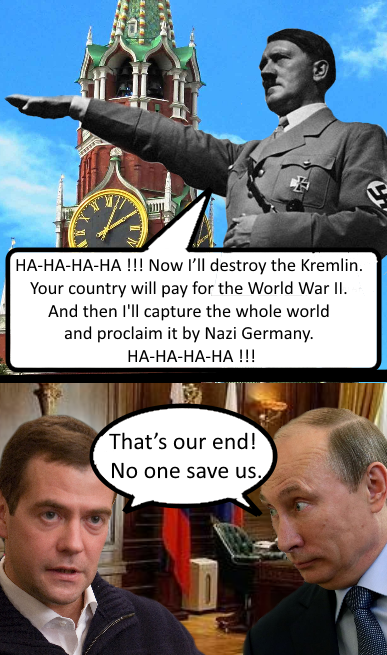 HA-HA-HA-HA !!! Now I’ll destroy the Kremlin.
Your country will pay for the World War II.
And then I'll capture the whole world
and proclaim it by Nazi Germany.
HA-HA-HA-HA !!!
That’s our end!
No one save us.